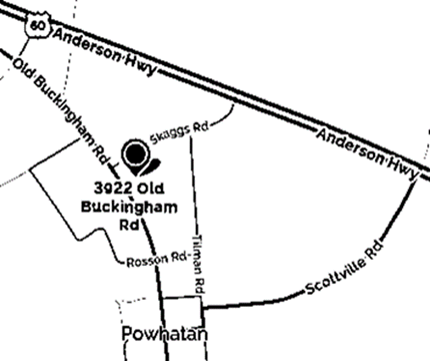 60
Anderson Hwy
Old Buckingham Rd
Skaggs Rd
Anderson Hwy
3922 Old
Buckingham
Rd
Rosson Rd
Tilman Rd
Scottville Rd
Powhatan